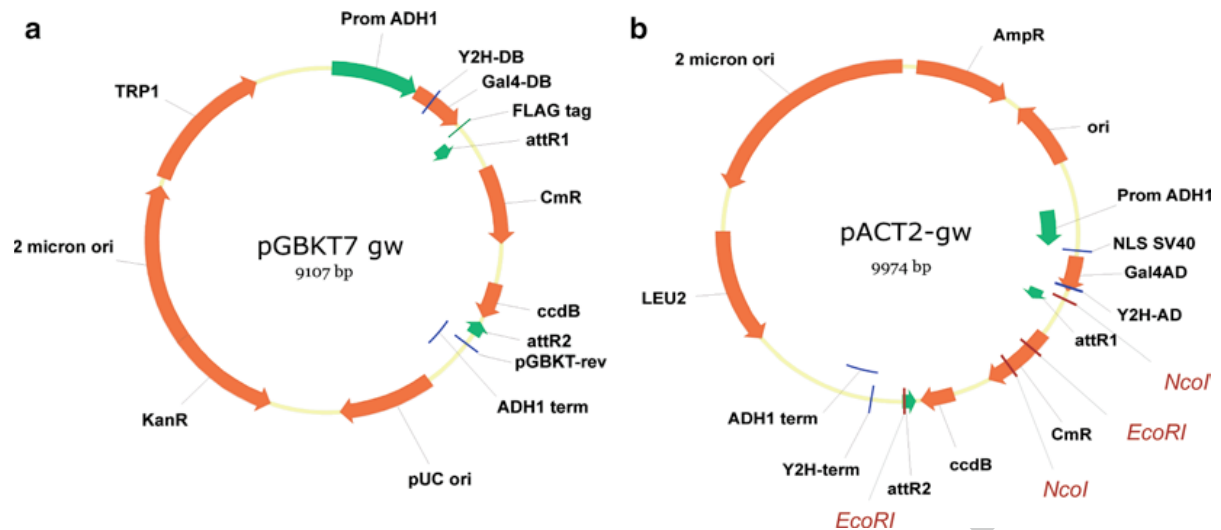 a
Prom ADH1
Y2H-DB
Gal4-DB
FLAG tag
attR1
CmR
ccdB
attR2
pGBKT-rev
ADH1 term
pUC ori
KanR
2 micron ori
TRP1
pGBKT7 gw
9107 bp
b
AmpR
ori
Prom ADH1
NLS SV40
Gal4AD
Y2H-AD
attR1
NcoI
EcoRI
CmR
NcoI
ccdB
attR2
EcoRI
Y2H-term
ADH1 term
LEU2
2 micron ori
pACT2-gw
9974 bp